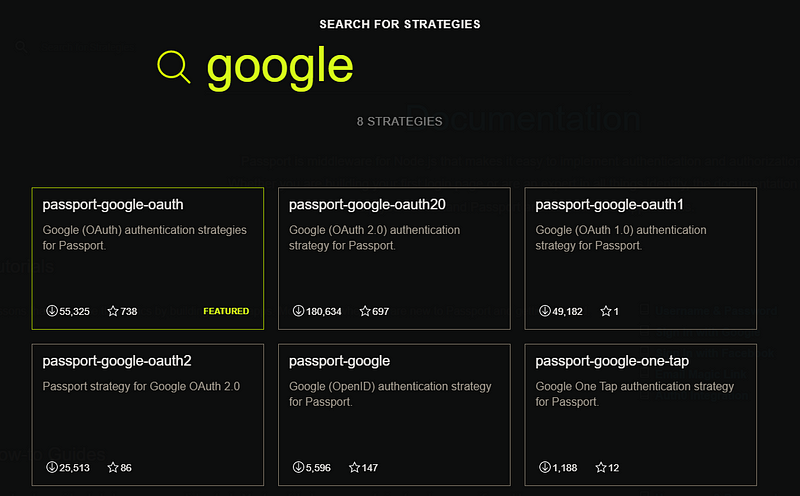 SEARCH FOR STRATEGIES
google
8 STRATEGIES
Documentation
passport-google-oauth
Google (OAuth) authentication strategies
for Passport.
55,325 738 FEATURED
passport-google-oauth20
Google (OAuth 2.0) authentication
strategy for Passport.
180,634 697
passport-google-oauth1
Google (OAuth 1.0) authentication
strategy for Passport.
49,182 1
passport-google-oauth2
Passport strategy for Google OAuth 2.0
25,513 86
passport-google
Google (OpenID) authentication strategy
for Passport.
5,596 147
passport-google-one-tap
Google One Tap authentication strategy
for Passport.
1,188 12